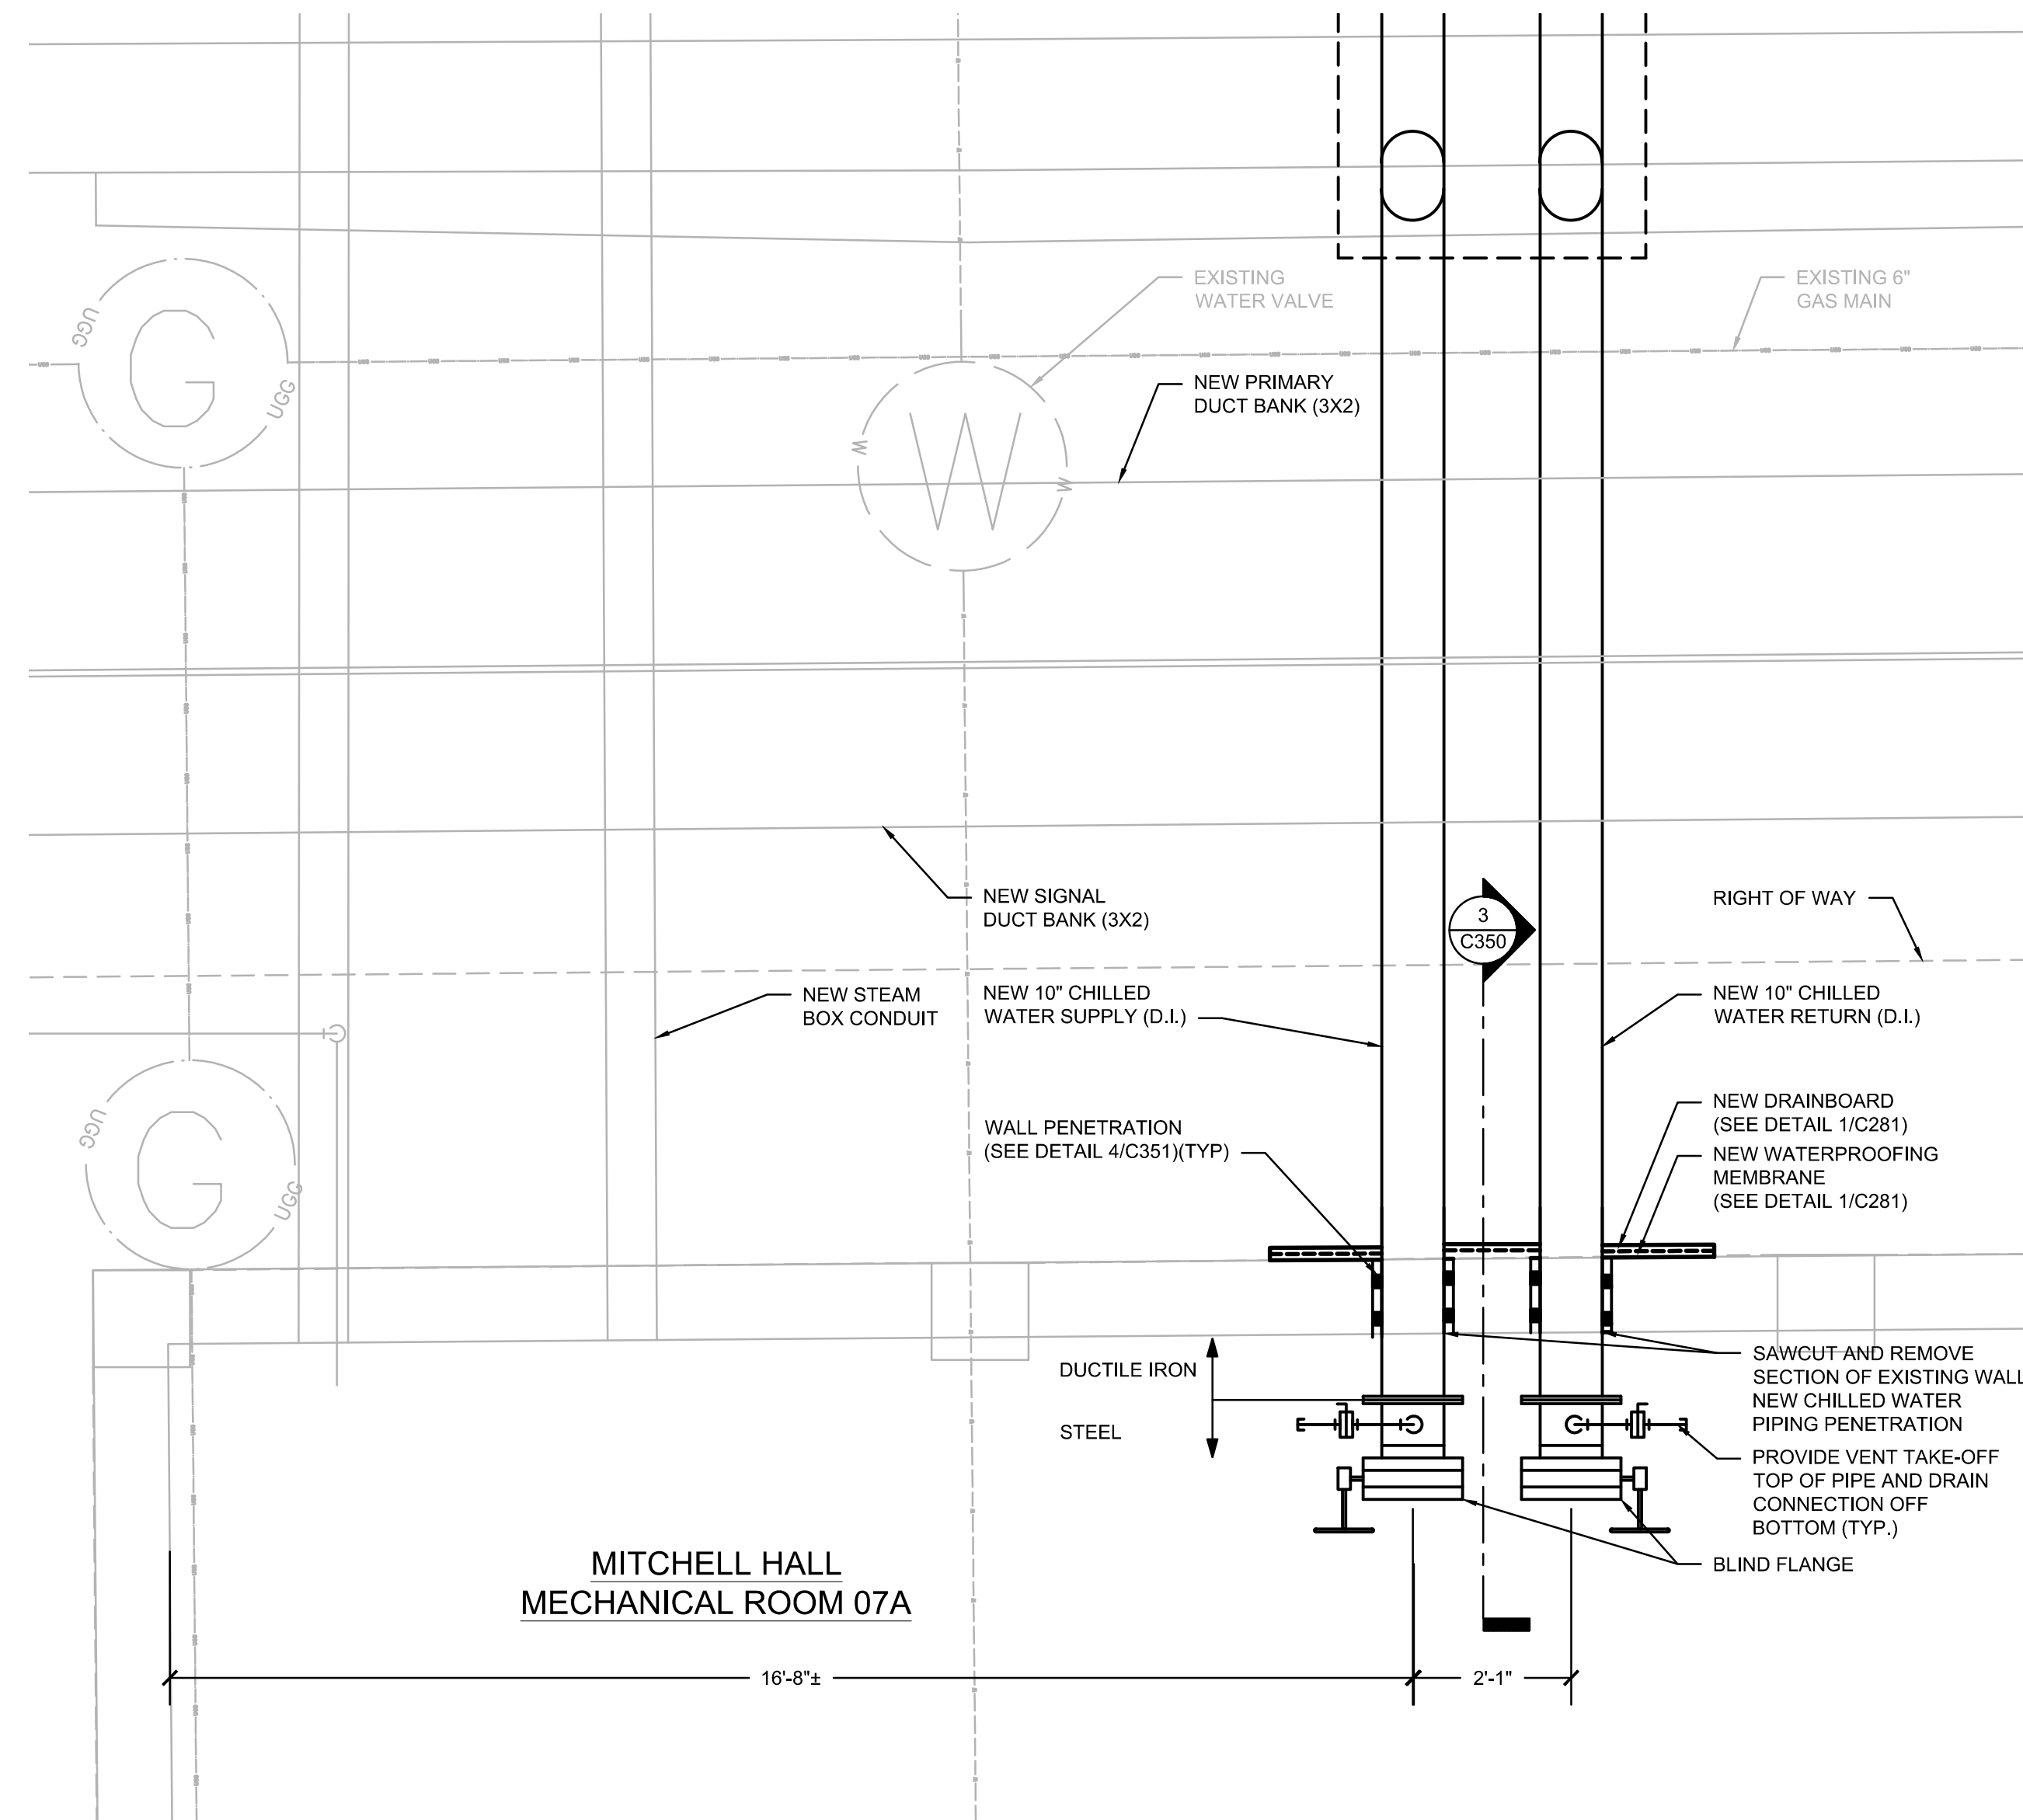 EXISTING
WATER VALVE
EXISTING 6"
GAS MAIN
UGG
G
UGG
NEW PRIMARY
DUCT BANK (3X2)
W
W
W
NEW SIGNAL
DUCT BANK (3X2)
3
C350
RIGHT OF WAY
NEW STEAM
BOX CONDUIT
NEW 10" CHILLED
WATER SUPPLY (D.I.)
NEW 10" CHILLED
WATER RETURN (D.I.)
UGG
G
UGG
WALL PENETRATION
(SEE DETAIL 4/C351)(TYP)
NEW DRAINBOARD
(SEE DETAIL 1/C281)
NEW WATERPROOFING
MEMBRANE
(SEE DETAIL 1/C281)
DUCTILE IRON
STEEL
SAWCUT AND REMOVE
SECTION OF EXISTING WALL
NEW CHILLED WATER
PIPING PENETRATION
PROVIDE VENT TAKE-OFF
TOP OF PIPE AND DRAIN
CONNECTION OFF
BOTTOM (TYP.)
BLIND FLANGE
MITCHELL HALL
MECHANICAL ROOM 07A
16'-8"±
2'-1"